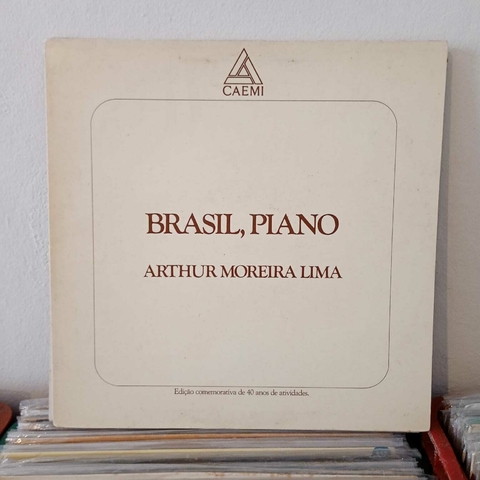 CAEMI
BRASIL, PIANO
ARTHUR MOREIRA LIMA
Edição comemorativa de 40 anos de atividades.